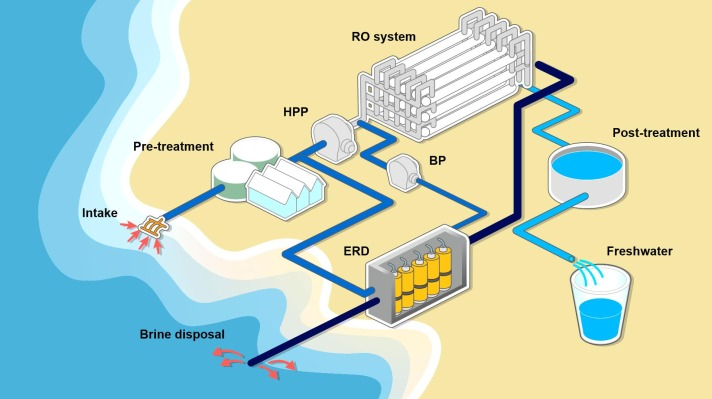 RO system
HPP
Pre-treatment
BP
Post-treatment
Intake
ERD
Freshwater
Brine disposal